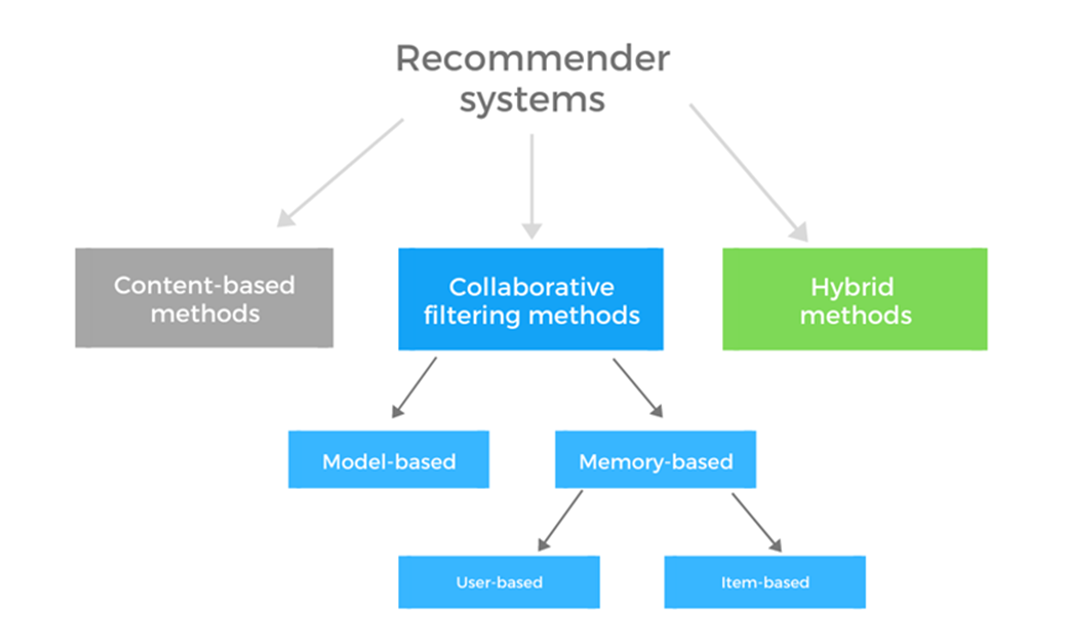 Recommender
systems
Content-based
methods
Collaborative
filtering methods
Hybrid
methods
Model-based
Memory-based
User-based
Item-based